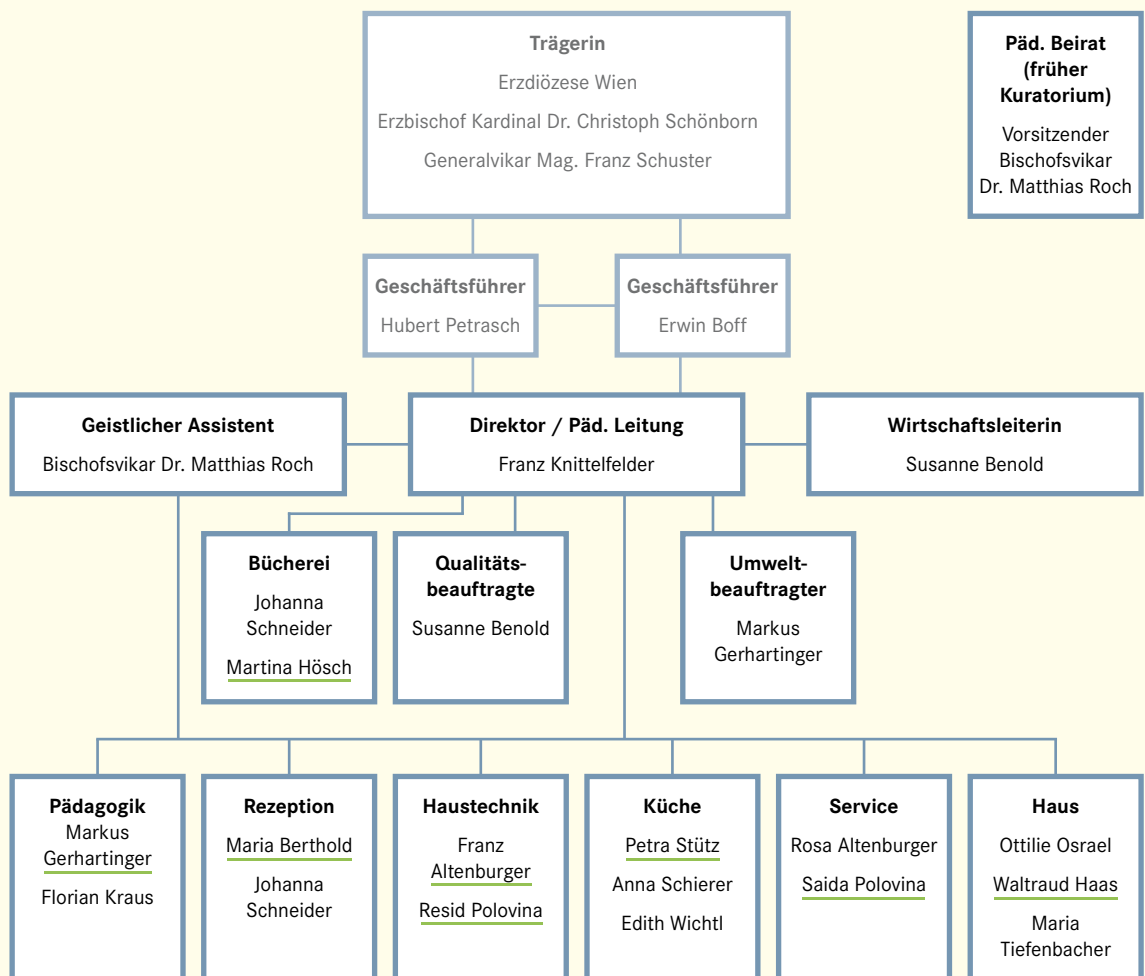 Trägerin
Erzdiözese Wien
Erzbischof Kardinal Dr. Christoph Schönborn
Generalvikar Mag. Franz Schuster
Päd. Beirat
(früher
Kuratorium)
Vorsitzender
Bischofsvikar
Dr. Matthias Roch
Geschäftsführer
Hubert Petrasch
Geschäftsführer
Erwin Boff
Geistlicher Assistent
Bischofsvikar Dr. Matthias Roch
Direktor / Päd. Leitung
Franz Knittelfelder
Wirtschaftsleiterin
Susanne Benold
Bücherei
Johanna
Schneider
Martina Hösch
Qualitäts-
beauftragte
Susanne Benold
Umwelt-
beauftragter
Markus
Gerhartinger
Pädagogik
Markus
Gerhartinger
Florian Kraus
Rezeption
Maria Berthold
Johanna
Schneider
Haustechnik
Franz
Altenburger
Resid Polovina
Küche
Petra Stütz
Anna Schierer
Edith Wichtl
Service
Rosa Altenburger
Saida Polovina
Haus
Ottilie Osrael
Waltraud Haas
Maria
Tiefenbacher